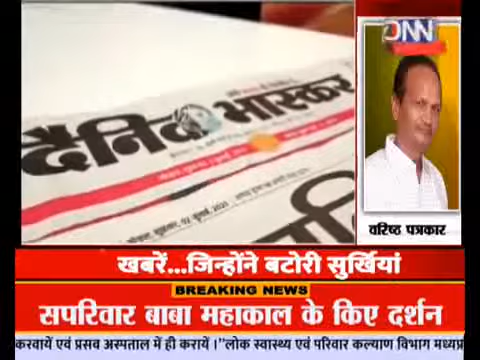 DNN
दैनिक भास्कर
वरिष्ठ पत्रकार
खबरें...जिन्होंने बटोरी सुर्खियां
BREAKING NEWS
सपरिवार बाबा महाकाल के किए दर्शन
करवायें एवं प्रसव अस्पताल में ही करायें ।"लोक स्वास्थ्य एवं परिवार कल्याण विभाग मध्यप्र